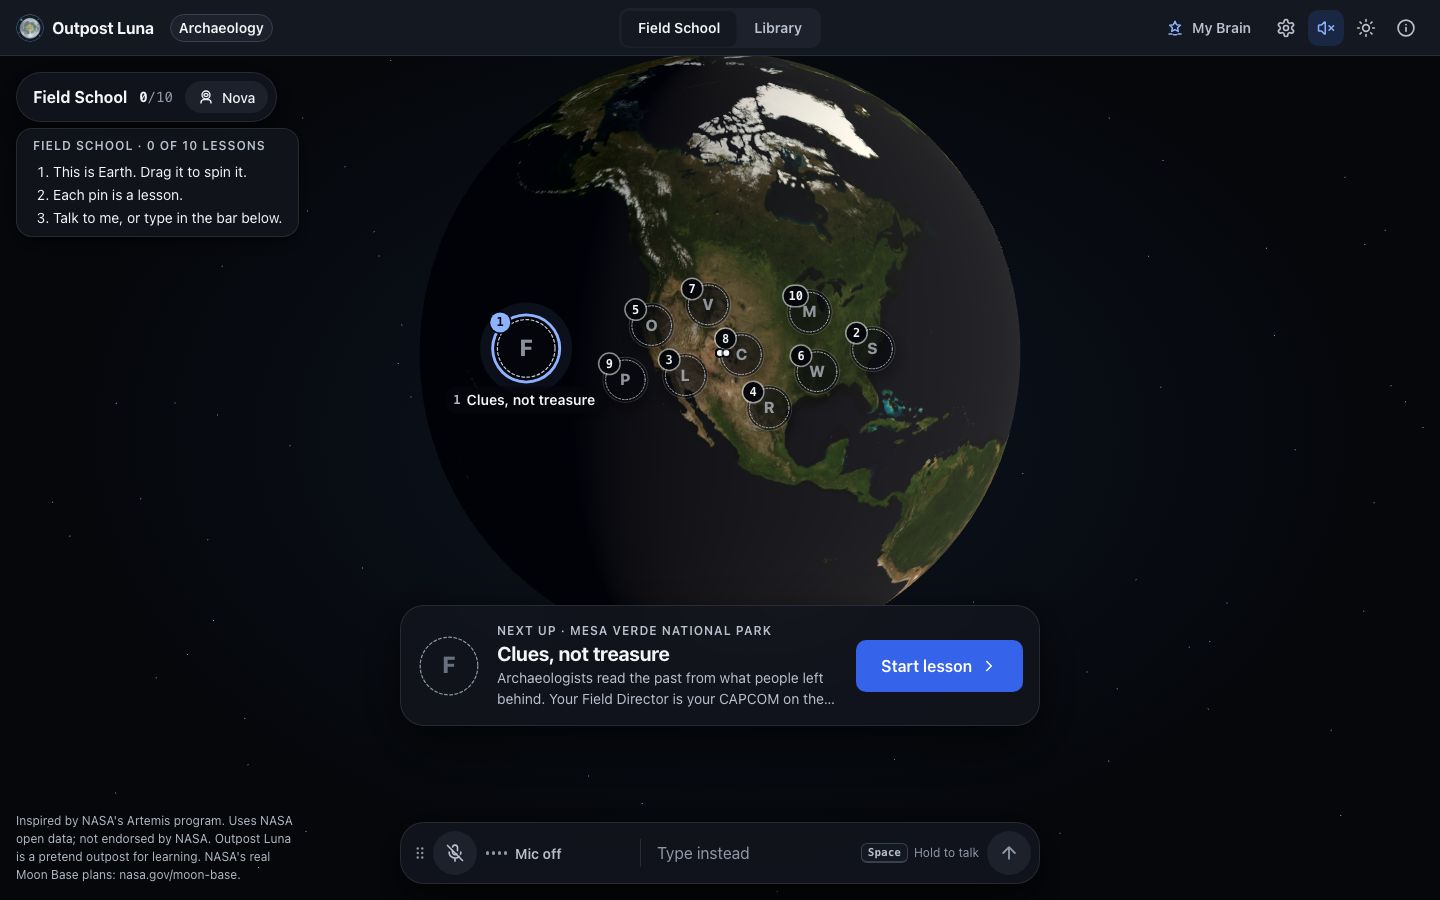 Outpost Luna
Archaeology
Field School
Library
My Brain
Field School 0/10
Nova
FIELD SCHOOL · 0 OF 10 LESSONS
1. This is Earth. Drag it to spin it.
2. Each pin is a lesson.
3. Talk to me, or type in the bar below.
7
V
10
M
5
O
1
F
2
S
8
C
3
L
6
W
9
P
4
R
1 Clues, not treasure
F
NEXT UP · MESA VERDE NATIONAL PARK
Clues, not treasure
Archaeologists read the past from what people left
behind. Your Field Director is your CAPCOM on the…
Start lesson
Inspired by NASA's Artemis program. Uses NASA
open data; not endorsed by NASA. Outpost Luna
is a pretend outpost for learning. NASA's real
Moon Base plans: nasa.gov/moon-base.
Mic off
Type instead
Space Hold to talk